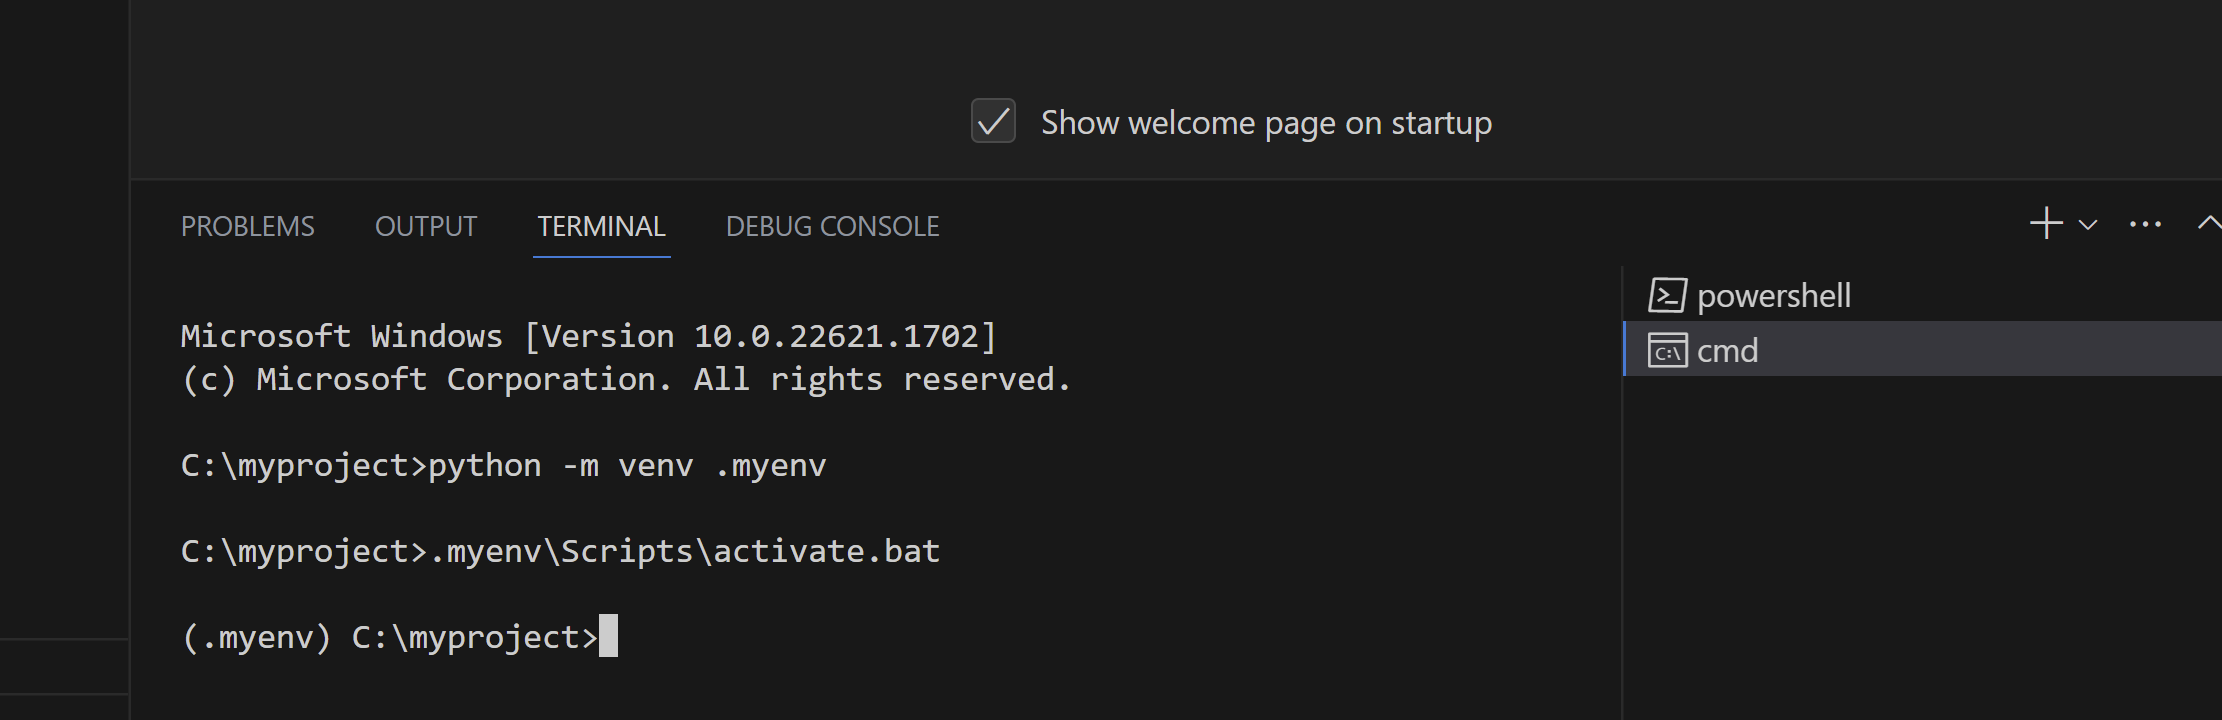 Show welcome page on startup
PROBLEMS OUTPUT TERMINAL DEBUG CONSOLE
powershell
cmd
Microsoft Windows [Version 10.0.22621.1702]
(c) Microsoft Corporation. All rights reserved.
C:\myproject>python -m venv .myenv
C:\myproject>.myenv\Scripts\activate.bat
(.myenv) C:\myproject>